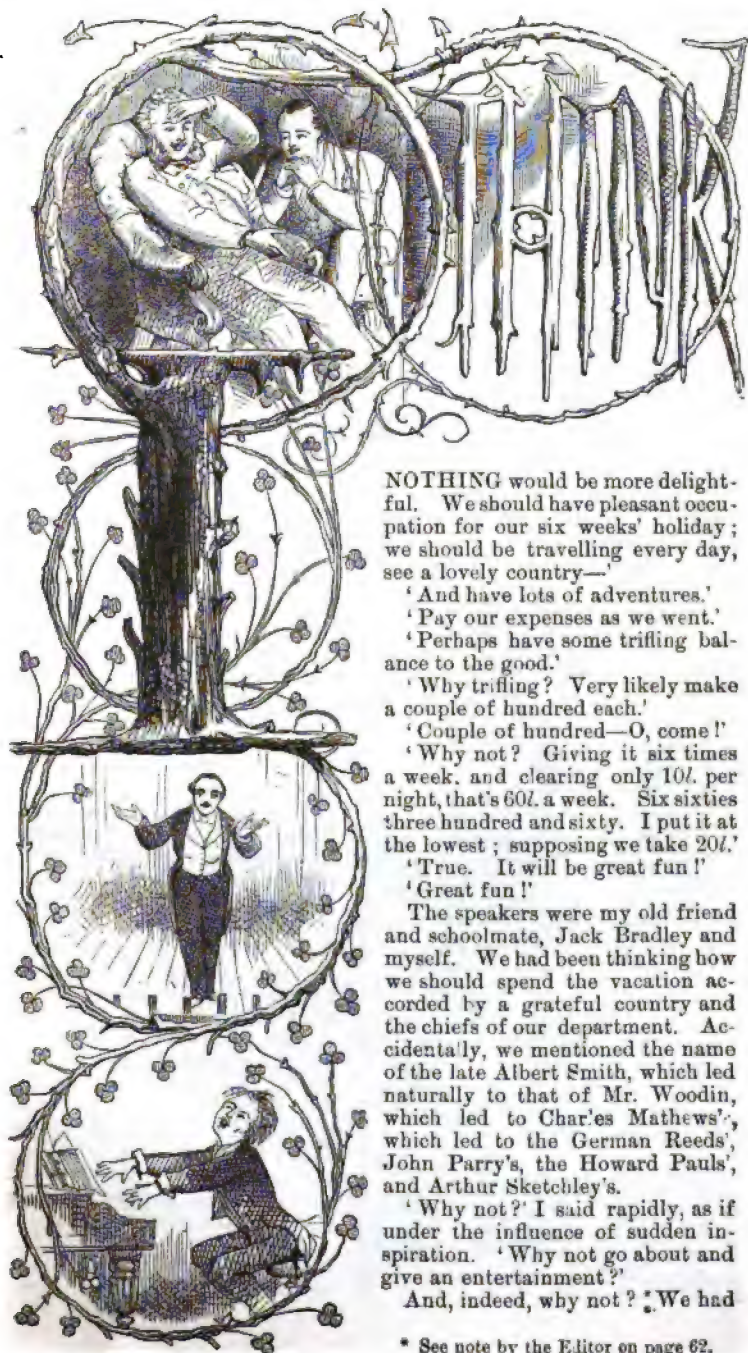 I THINK
NOTHING would be more delight-
ful. We should have pleasant occu-
pation for our six weeks' holiday;
we should be travelling every day,
see a lovely country—'
'And have lots of adventures.'
'Pay our expenses as we went.'
'Perhaps have some trifling bal-
ance to the good.'
'Why trifling? Very likely make
a couple of hundred each.'
'Couple of hundred—O, come!'
'Why not? Giving it six times
a week, and clearing only 10l. per
night, that's 60l. a week. Six sixties
three hundred and sixty. I put it at
the lowest; supposing we take 20l.'
'True. It will be great fun!'
'Great fun!'
The speakers were my old friend
and schoolmate, Jack Bradley and
myself. We had been thinking how
we should spend the vacation ac-
corded by a grateful country and
the chiefs of our department. Ac-
cidentally, we mentioned the name
of the late Albert Smith, which led
naturally to that of Mr. Woodin,
which led to Charles Mathews',
which led to the German Reeds',
John Parry's, the Howard Pauls',
and Arthur Sketchley's.
'Why not?' I said rapidly, as if
under the influence of sudden in-
spiration. 'Why not go about and
give an entertainment?'
And, indeed, why not? We had
* See note by the Editor on page 62.